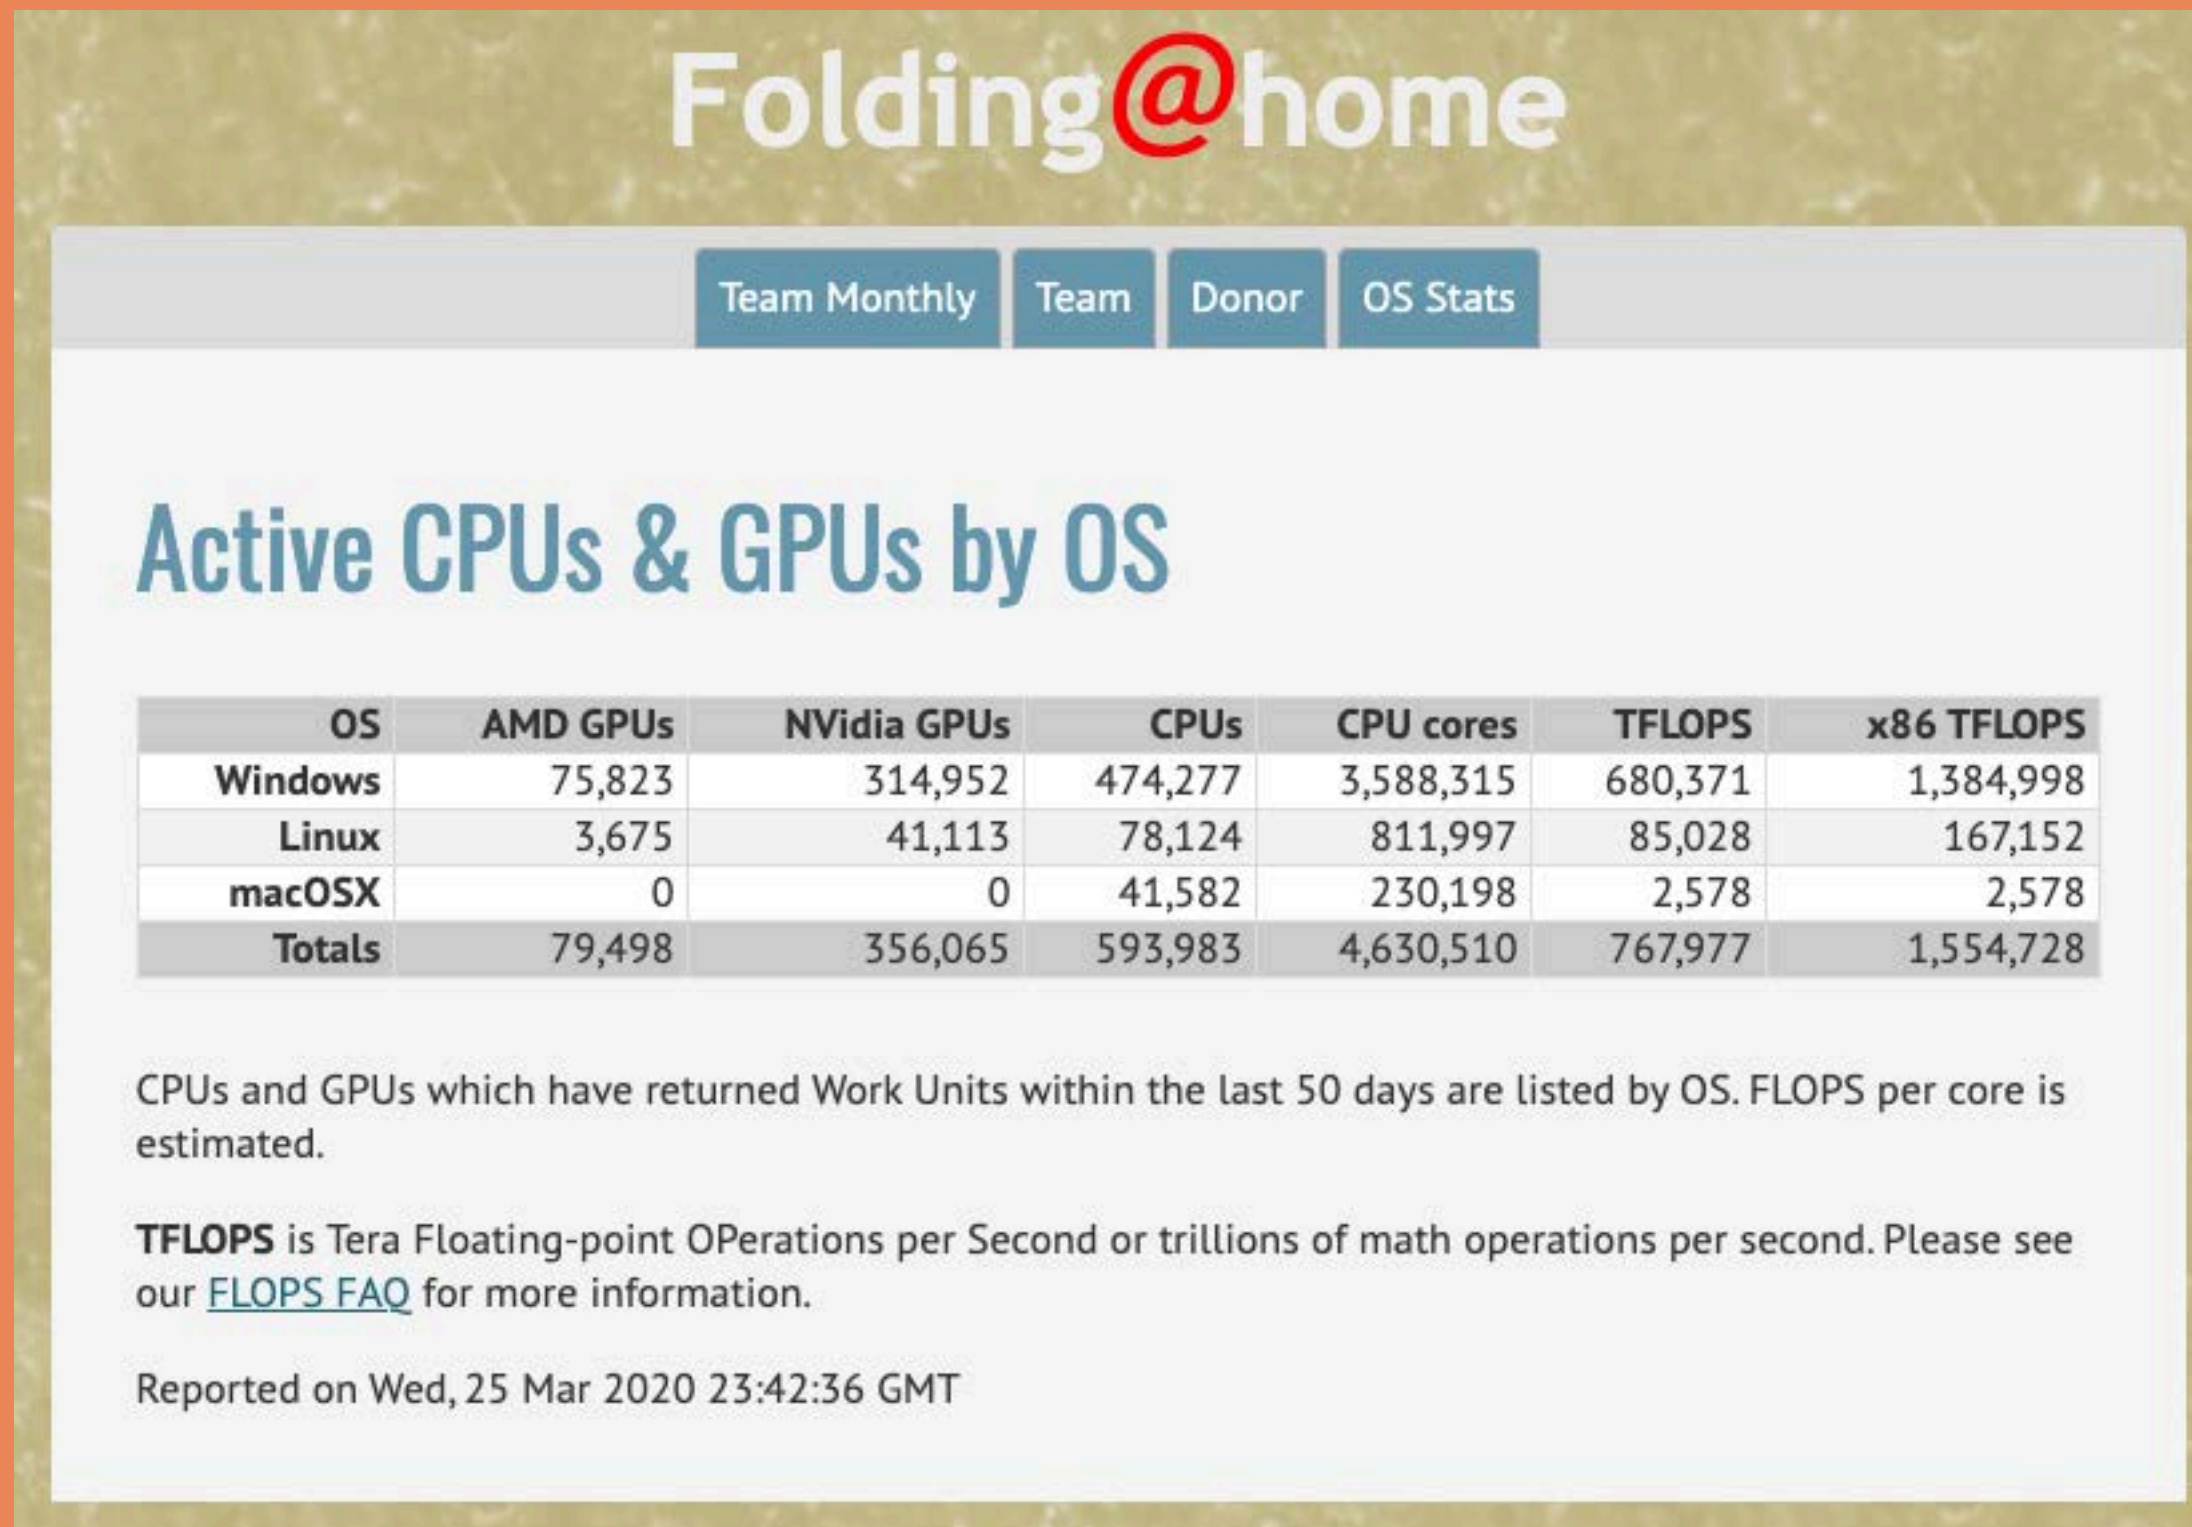 Folding@home
Team Monthly Team Donor OS Stats
Active CPUs & GPUs by OS
OS AMD GPUs NVidia GPUs CPUs CPU cores TFLOPS x86 TFLOPS
Windows 75,823 314,952 474,277 3,588,315 680,371 1,384,998
Linux 3,675 41,113 78,124 811,997 85,028 167,152
macOSX 0 0 41,582 230,198 2,578 2,578
Totals 79,498 356,065 593,983 4,630,510 767,977 1,554,728
CPUs and GPUs which have returned Work Units within the last 50 days are listed by OS. FLOPS per core is
estimated.
TFLOPS is Tera Floating-point OPerations per Second or trillions of math operations per second. Please see
our FLOPS FAQ for more information.
Reported on Wed, 25 Mar 2020 23:42:36 GMT